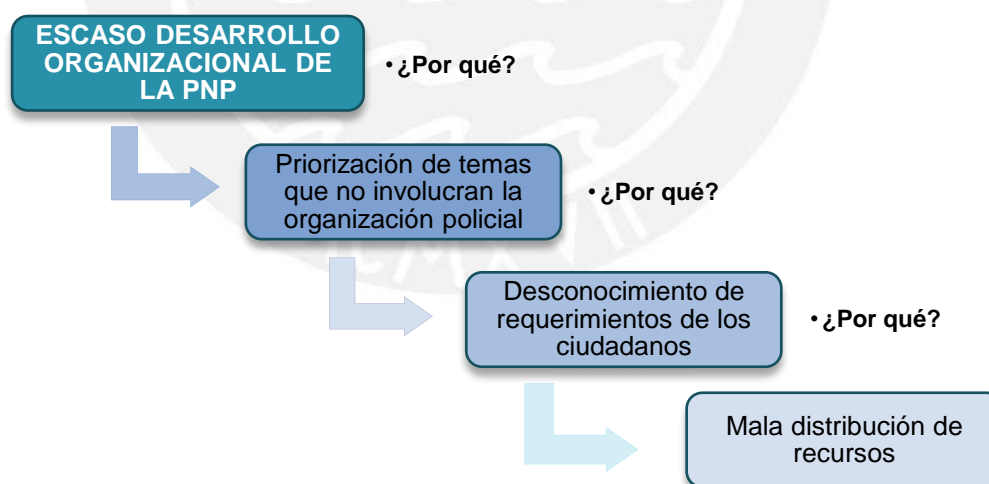 ESCASO DESARROLLO
ORGANIZACIONAL DE
LA PNP
• ¿Por qué?
Priorización de temas
que no involucran la
organización policial
• ¿Por qué?
Desconocimiento de
requerimientos de los
ciudadanos
• ¿Por qué?
Mala distribución de
recursos